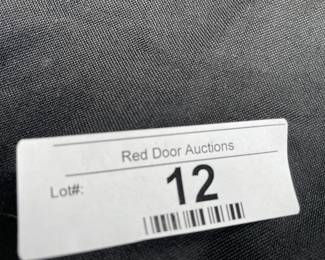 Red Door Auctions
Lot#: 12